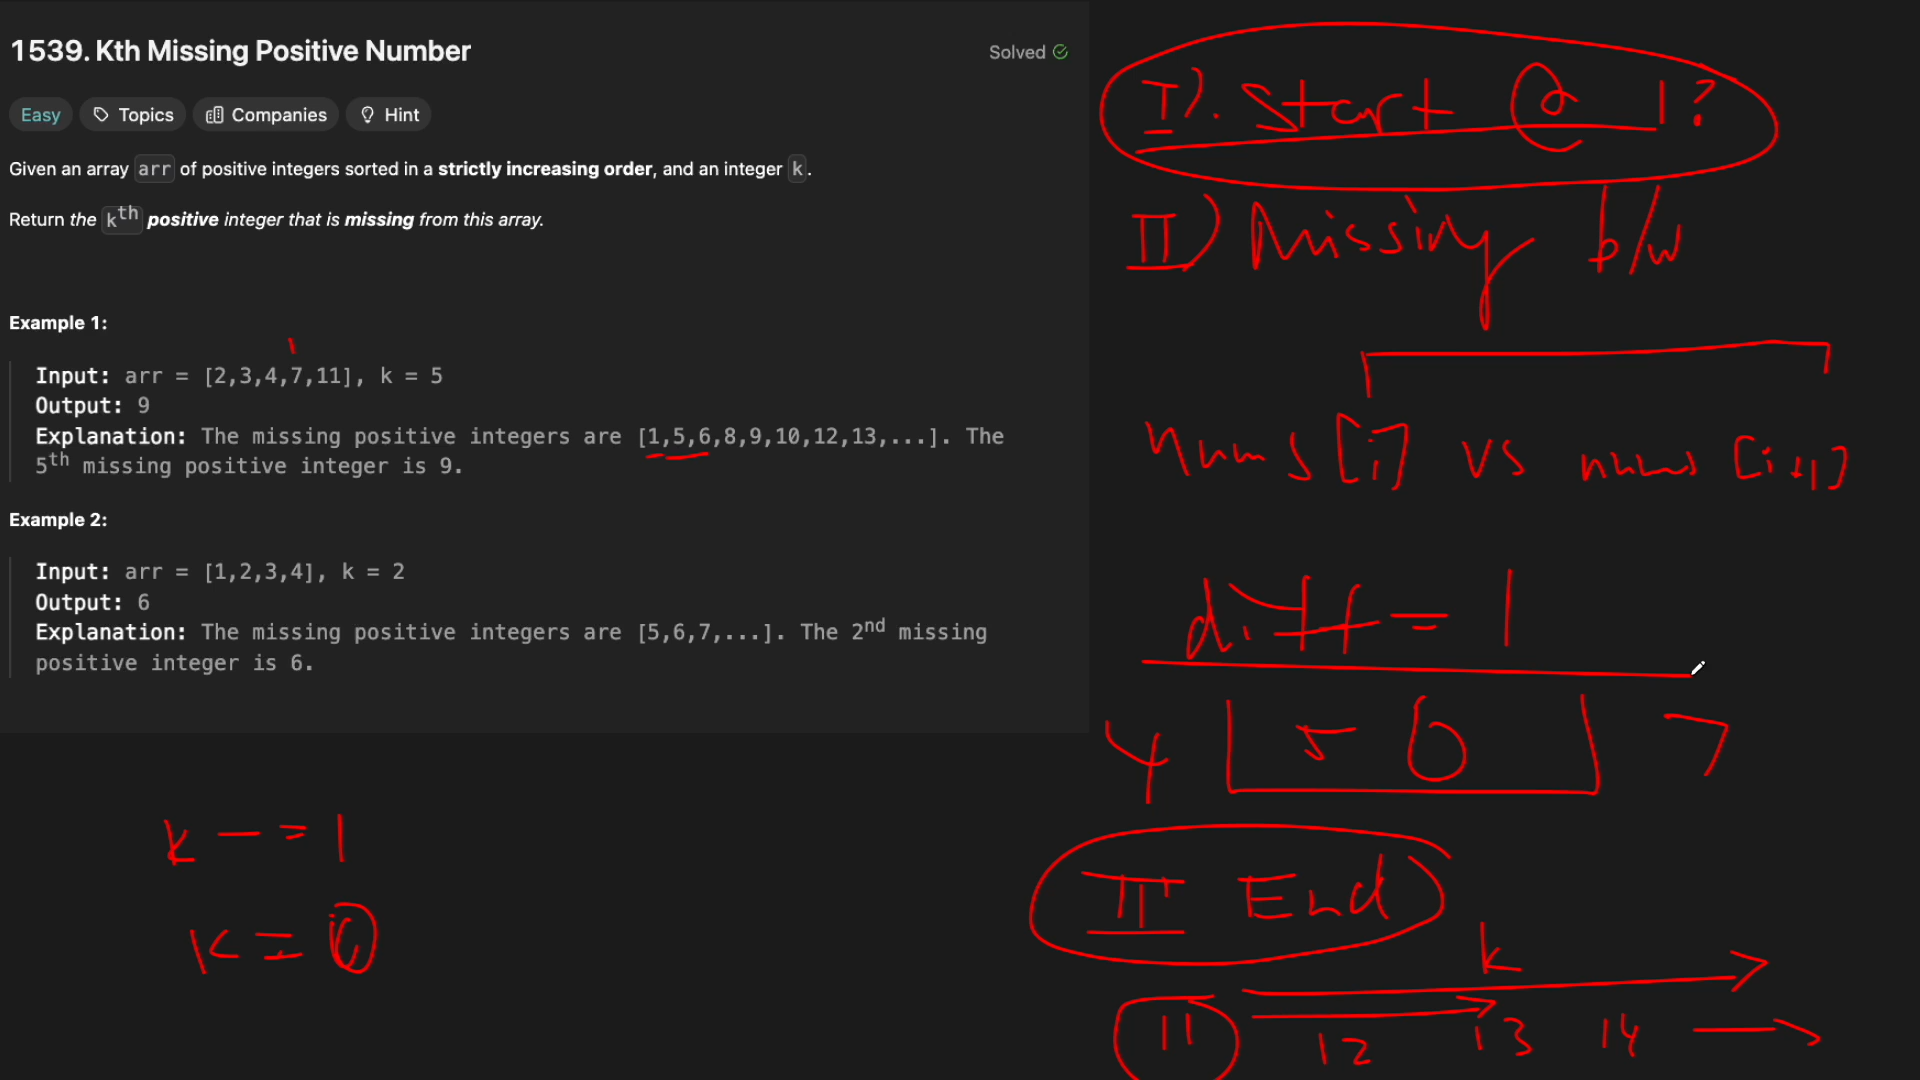 1539. Kth Missing Positive Number
Solved
Easy Topics Companies Hint
Given an array arr of positive integers sorted in a strictly increasing order, and an integer k.
Return the kth positive integer that is missing from this array.
Example 1:
Input: arr = [2,3,4,7,11], k = 5
Output: 9
Explanation: The missing positive integers are [1,5,6,8,9,10,12,13,...]. The
5th missing positive integer is 9.
Example 2:
Input: arr = [1,2,3,4], k = 2
Output: 6
Explanation: The missing positive integers are [5,6,7,...]. The 2nd missing
positive integer is 6.
k -= 1
k = 0
I). Start @ 1?
II) Missing b/w
nums[i] vs nums[i+1]
diff = 1
4 5 6 7
III End
k
11 12 13 14